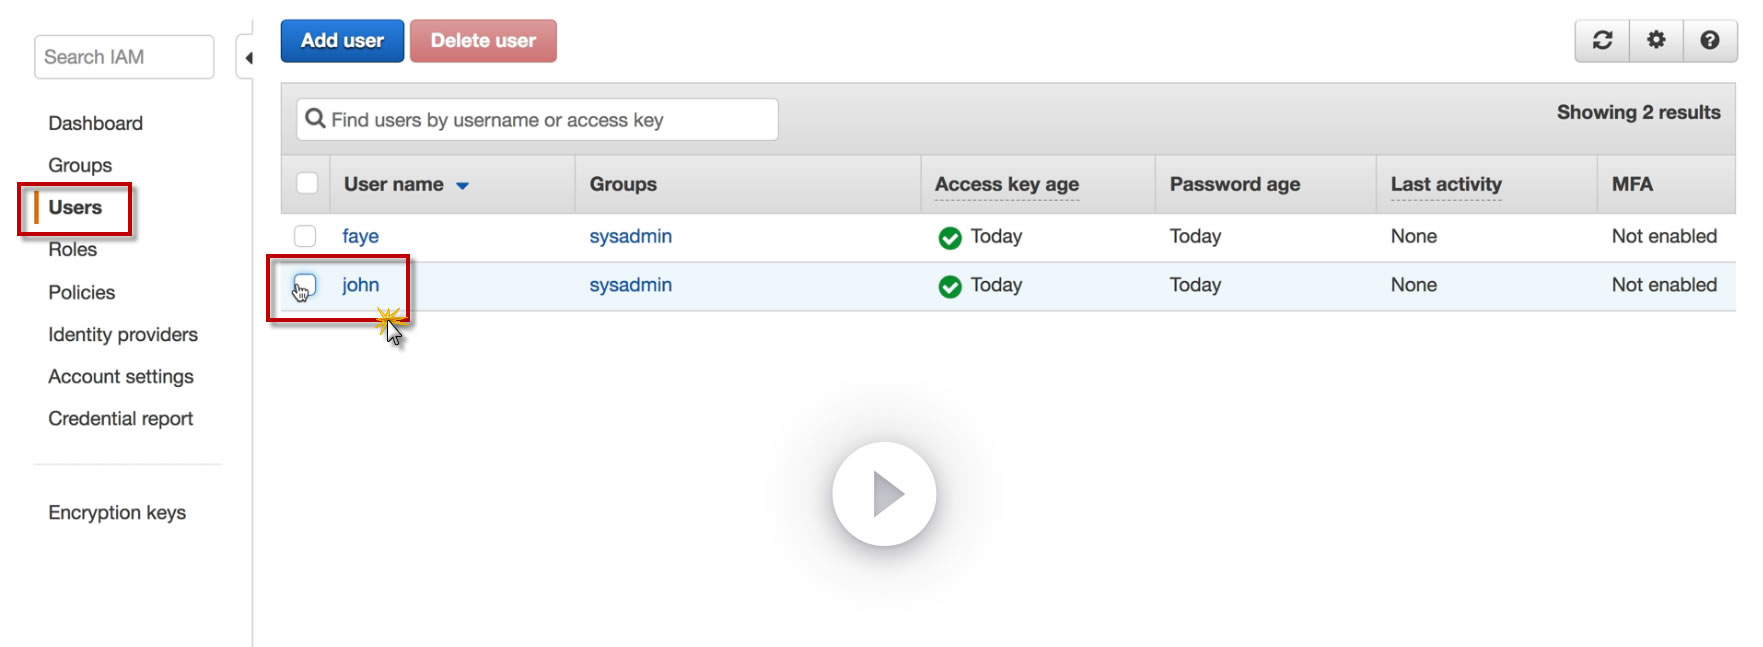 Search IAM
Dashboard
Groups
Users
Roles
Policies
Identity providers
Account settings
Credential report
Encryption keys
Add user Delete user
Find users by username or access key
Showing 2 results
User name Groups Access key age Password age Last activity MFA
faye sysadmin Today Today None Not enabled
john sysadmin Today Today None Not enabled